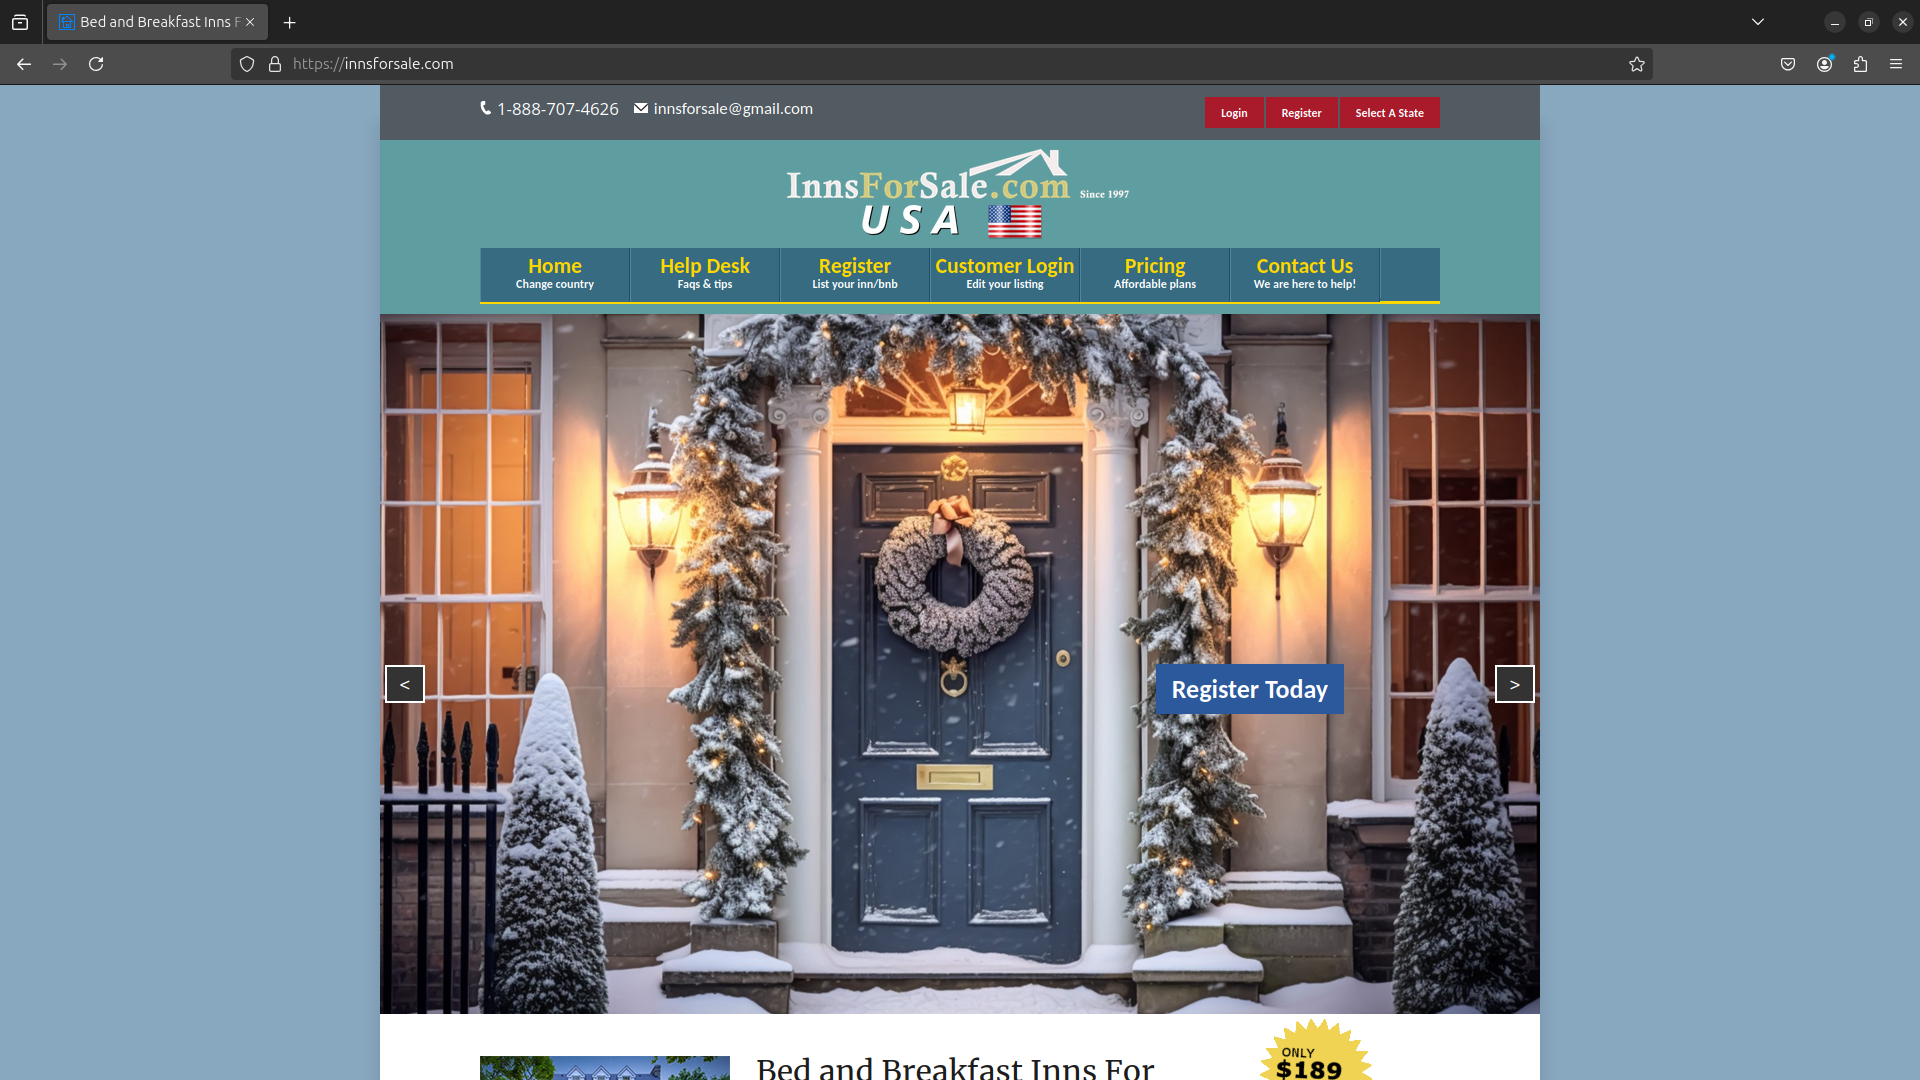 Bed and Breakfast Inns F
https://innsforsale.com
1-888-707-4626 innsforsale@gmail.com
Login Register Select A State
InnsForSale.com Since 1997
USA
Home Help Desk Register Customer Login Pricing Contact Us
Change country Faqs & tips List your inn/bnb Edit your listing Affordable plans We are here to help!
< >
Register Today
ONLY
Bed and Breakfast Inns For $189